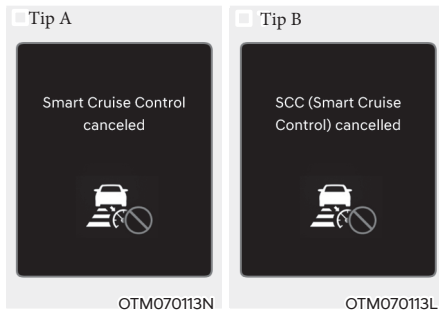 Tip A
Smart Cruise Control
canceled
OTM070113N
Tip B
SCC (Smart Cruise
Control) cancelled
OTM070113L